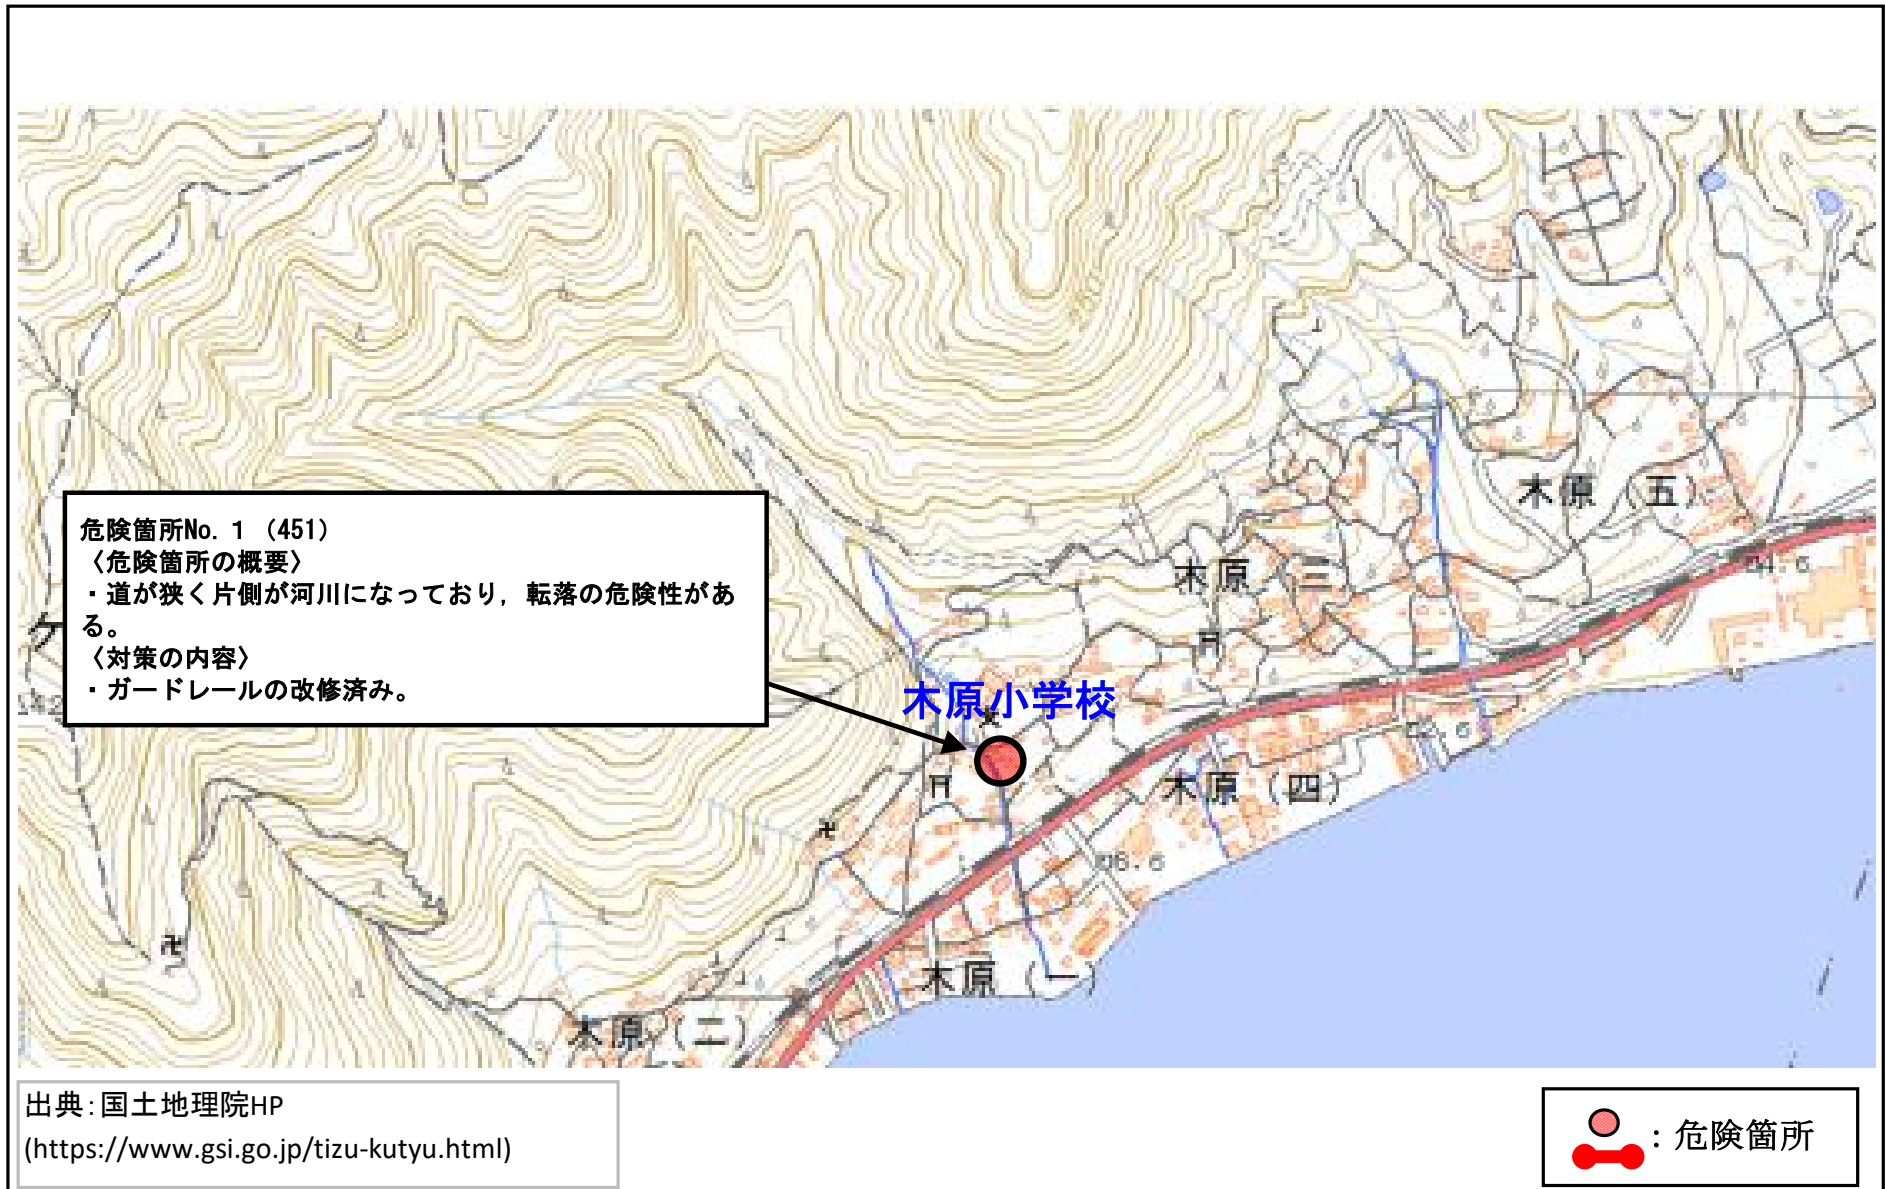 危険箇所No. 1 (451)
〈危険箇所の概要〉
・道が狭く片側が河川になっており，転落の危険性があ
る。
〈対策の内容〉
・ガードレールの改修済み。
木原（五）
木原（三）
木原小学校
木原（四）
木原（一）
木原（二）
出典：国土地理院HP
(https://www.gsi.go.jp/tizu-kutyu.html)
：危険箇所